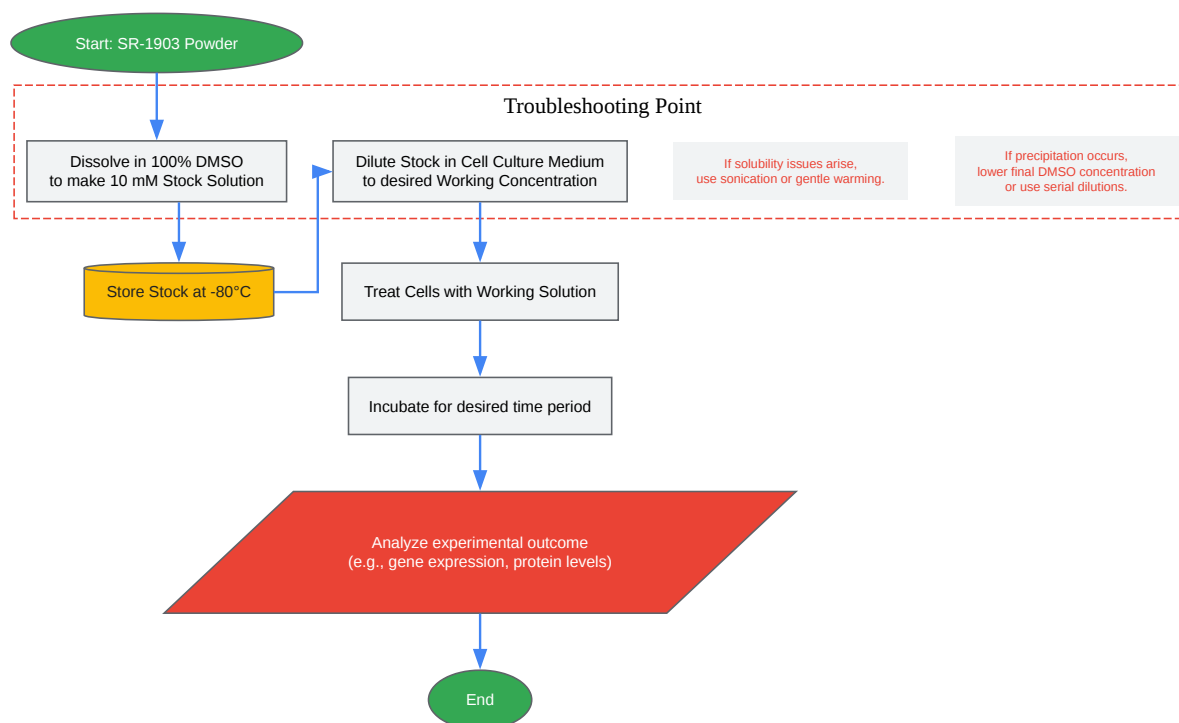 Start: SR-1903 Powder
Troubleshooting Point
Dissolve in 100% DMSO
to make 10 mM Stock Solution
Dilute Stock in Cell Culture Medium
to desired Working Concentration
If solubility issues arise,
use sonication or gentle warming.
If precipitation occurs,
lower final DMSO concentration
or use serial dilutions.
Store Stock at -80°C
Treat Cells with Working Solution
Incubate for desired time period
Analyze experimental outcome
(e.g., gene expression, protein levels)
End